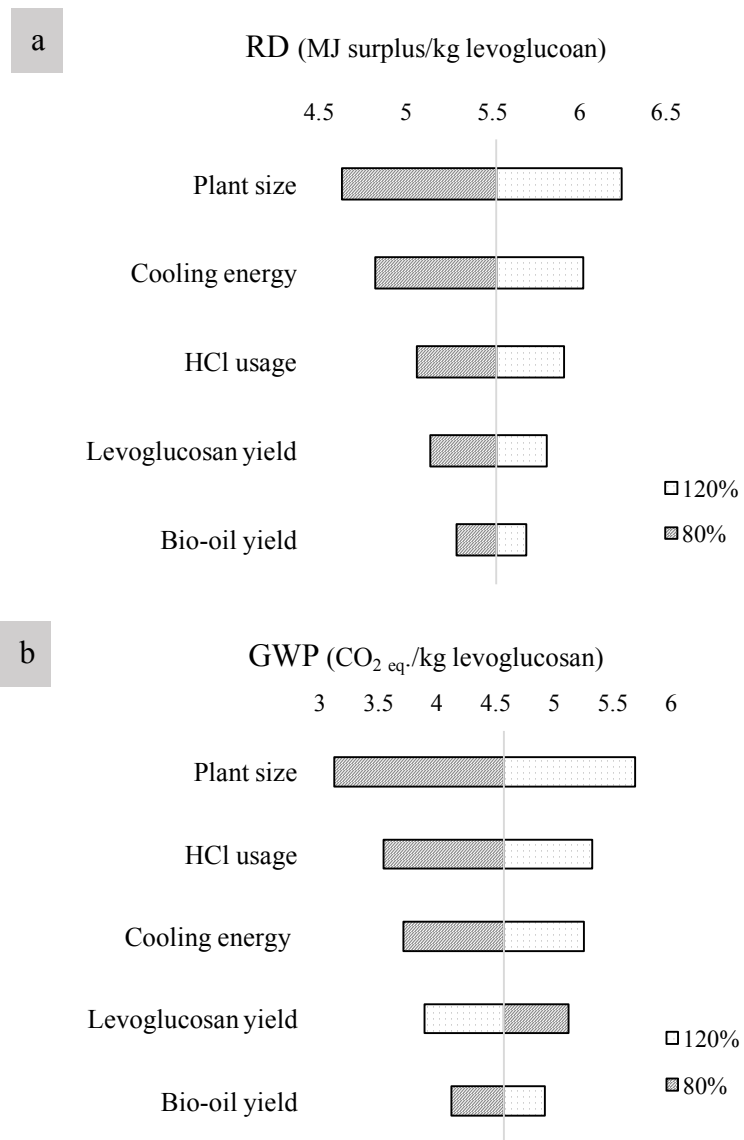 a
RD (MJ surplus/kg levoglucoan)
4.5 5 5.5 6 6.5
Plant size
Cooling energy
HCl usage
Levoglucosan yield
120%
Bio-oil yield
80%
b
GWP (CO2 eq./kg levoglucosan)
3 3.5 4 4.5 5 5.5 6
Plant size
HCl usage
Cooling energy
Levoglucosan yield
120%
Bio-oil yield
80%